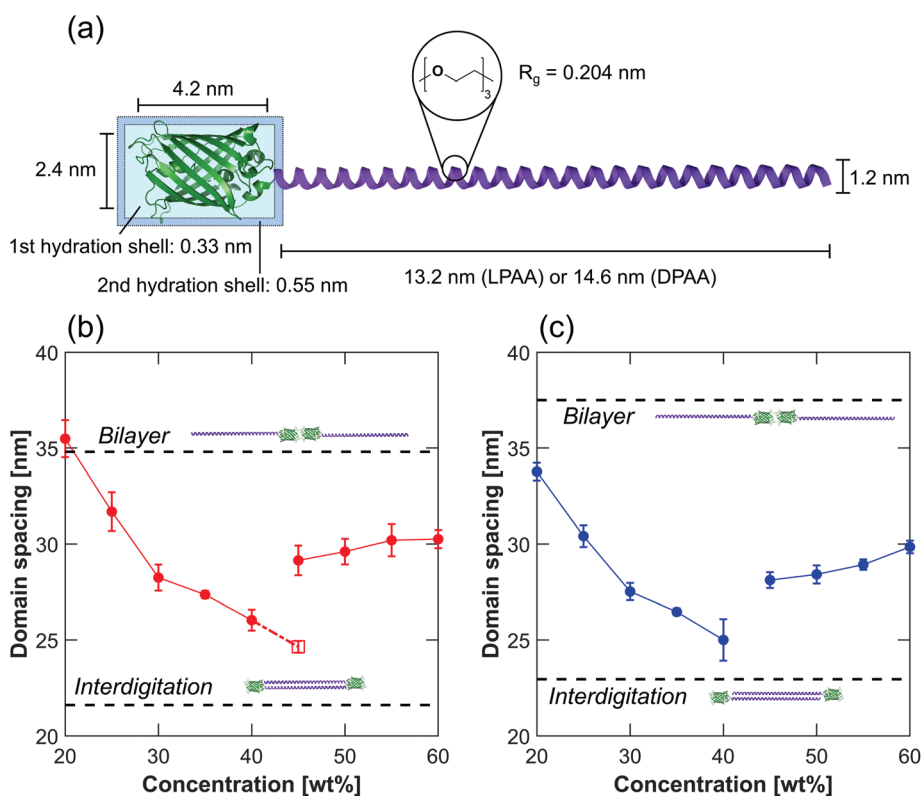 (a)
O
3
R_g = 0.204 nm
4.2 nm
2.4 nm
1.2 nm
1st hydration shell: 0.33 nm
2nd hydration shell: 0.55 nm
13.2 nm (LPAA) or 14.6 nm (DPAA)
(b)
40
35
30
25
20
Domain spacing [nm]
Bilayer
Interdigitation
20 30 40 50 60
Concentration [wt%]
(c)
40
35
30
25
20
Domain spacing [nm]
Bilayer
Interdigitation
20 30 40 50 60
Concentration [wt%]